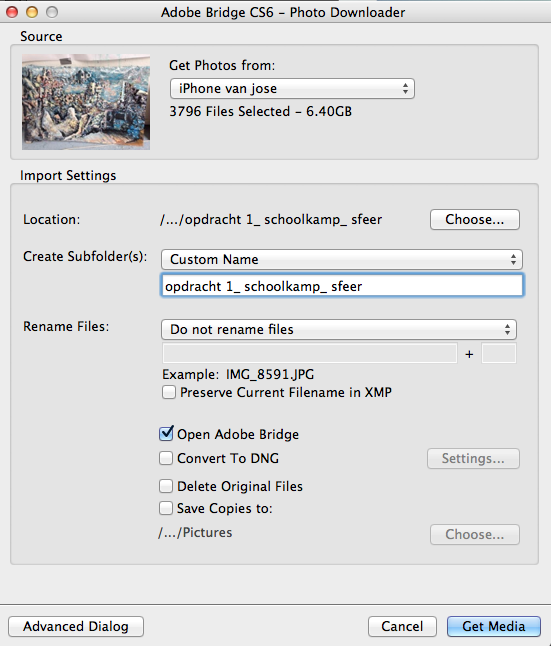 Adobe Bridge CS6 - Photo Downloader
Source
Get Photos from:
iPhone van jose
3796 Files Selected - 6.40GB
Import Settings
Location: /.../opdracht 1_ schoolkamp_ sfeer Choose...
Create Subfolder(s): Custom Name
opdracht 1_ schoolkamp_ sfeer
Rename Files: Do not rename files
+
Example: IMG_8591.JPG
Preserve Current Filename in XMP
Open Adobe Bridge
Convert To DNG Settings...
Delete Original Files
Save Copies to:
/.../Pictures Choose...
Advanced Dialog Cancel Get Media